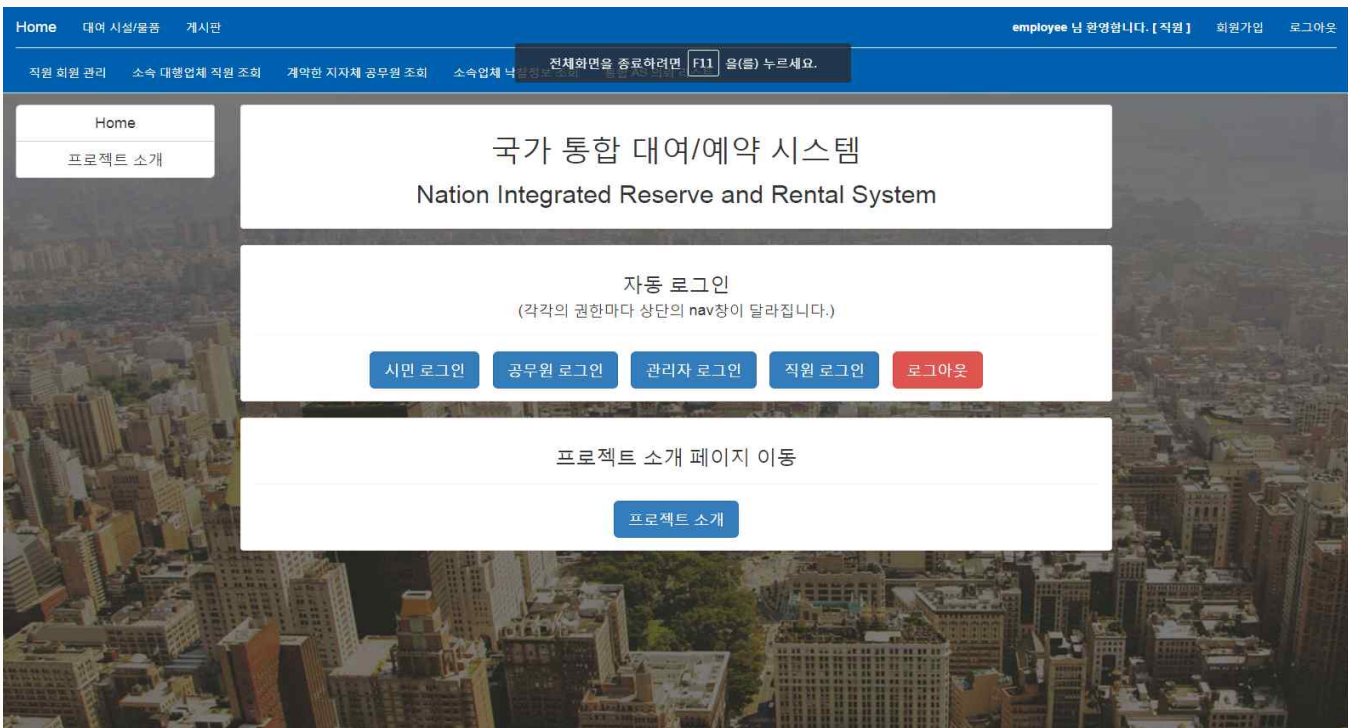 Home 대여 시설/물품 게시판 employee 님 환영합니다. [ 직원 ] 회원가입 로그아웃
전체화면을 종료하려면 F11 을(를) 누르세요.
직원 회원 관리 소속 대행업체 직원 조회 계약한 지자체 공무원 조회 소속업체 낙찰정보 조회
Home
프로젝트 소개
국가 통합 대여/예약 시스템
Nation Integrated Reserve and Rental System
자동 로그인
(각각의 권한마다 상단의 nav창이 달라집니다.)
시민 로그인 공무원 로그인 관리자 로그인 직원 로그인 로그아웃
프로젝트 소개 페이지 이동
프로젝트 소개